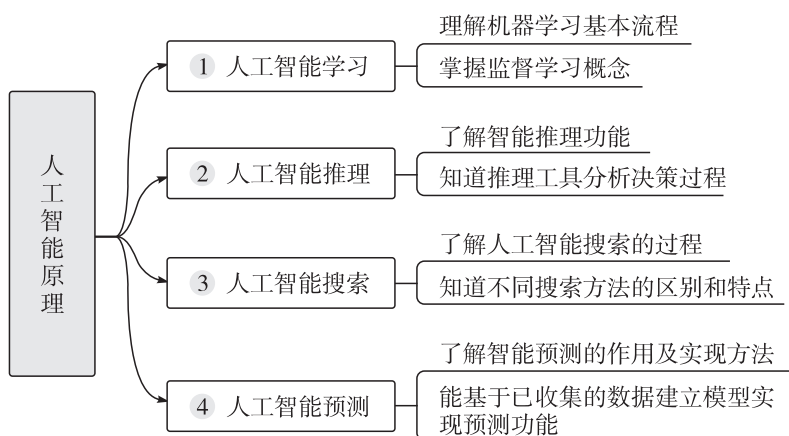 人工智能原理
1 人工智能学习
理解机器学习基本流程
掌握监督学习概念
2 人工智能推理
了解智能推理功能
知道推理工具分析决策过程
3 人工智能搜索
了解人工智能搜索的过程
知道不同搜索方法的区别和特点
4 人工智能预测
了解智能预测的作用及实现方法
能基于已收集的数据建立模型实
现预测功能